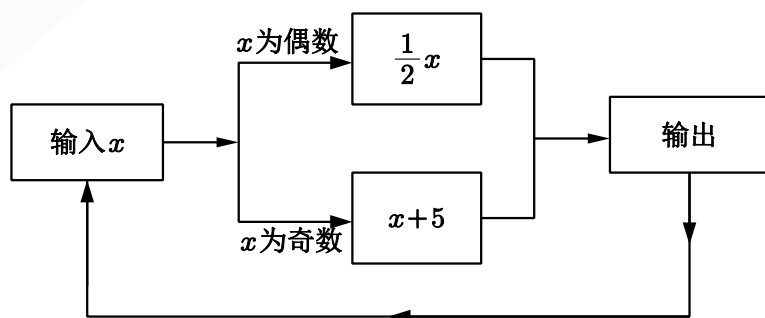 输入x
x为偶数
1/2 x
x为奇数
x+5
输出